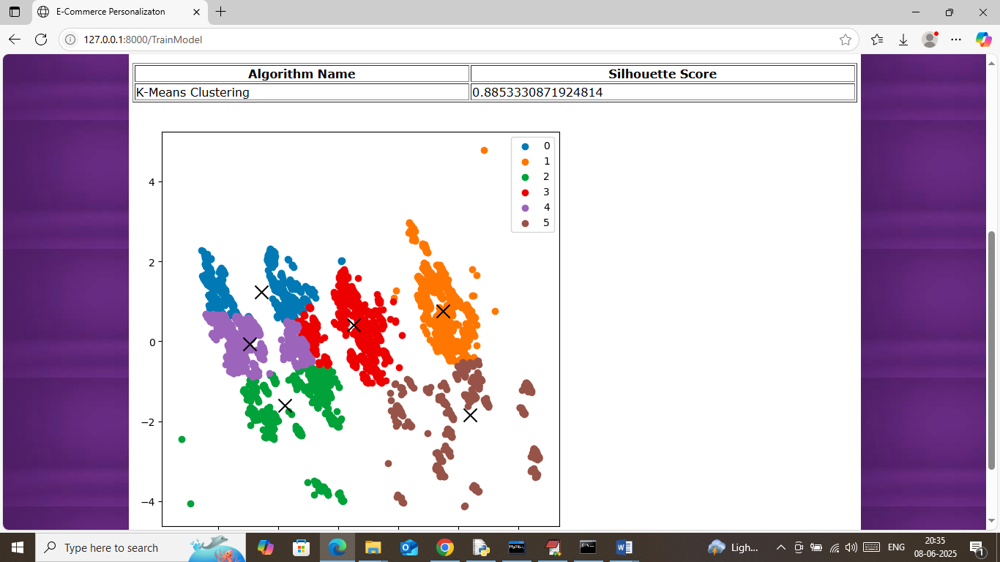 E-Commerce Personalizaton
127.0.0.1:8000/TrainModel
Algorithm Name Silhouette Score
K-Means Clustering 0.8853330871924814
0
1
2
3
4
5
4
2
0
−2
−4
Type here to search
Ligh...
ENG
20:35
08-06-2025
1